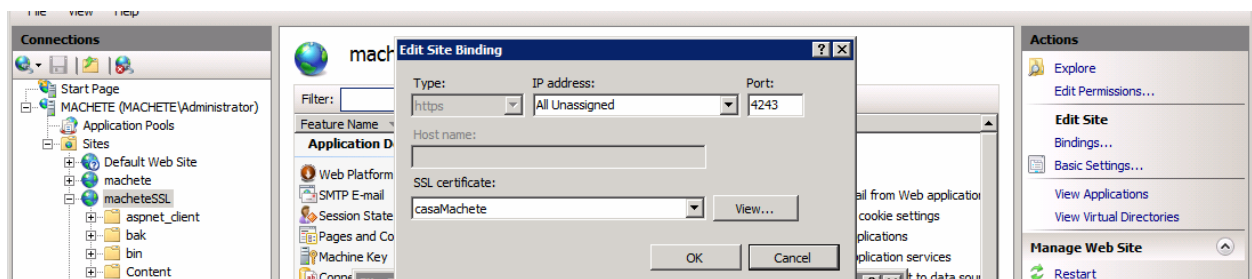 File View Help
Connections
Start Page
MACHETE (MACHETE\Administrator)
Application Pools
Sites
Default Web Site
machete
macheteSSL
aspnet_client
bak
bin
Content
mach
Filter:
Feature Name
Application D
Web Platform
SMTP E-mail
Session State
Pages and Co
Machine Key
Edit Site Binding
Type:
IP address:
Port:
https
All Unassigned
4243
Host name:
SSL certificate:
casaMachete
View...
OK
Cancel
ail from Web application
cookie settings
plications
plication services
t to data sour
Actions
Explore
Edit Permissions...
Edit Site
Bindings...
Basic Settings...
View Applications
View Virtual Directories
Manage Web Site
Restart